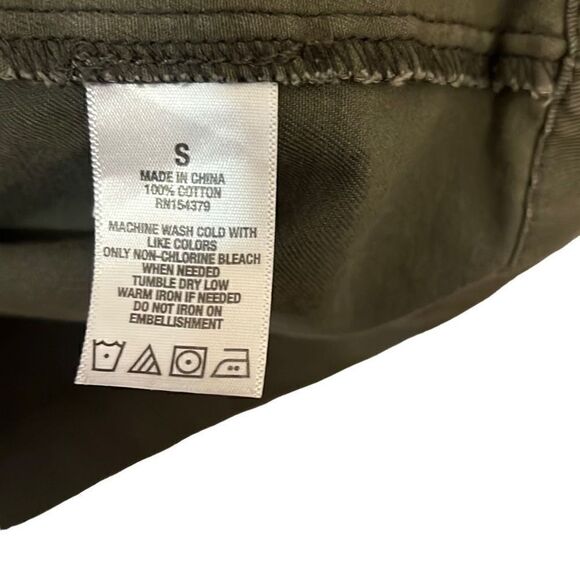 S
MADE IN CHINA
100% COTTON
RN154379
MACHINE WASH COLD WITH
LIKE COLORS
ONLY NON-CHLORINE BLEACH
WHEN NEEDED
TUMBLE DRY LOW
WARM IRON IF NEEDED
DO NOT IRON ON
EMBELLISHMENT